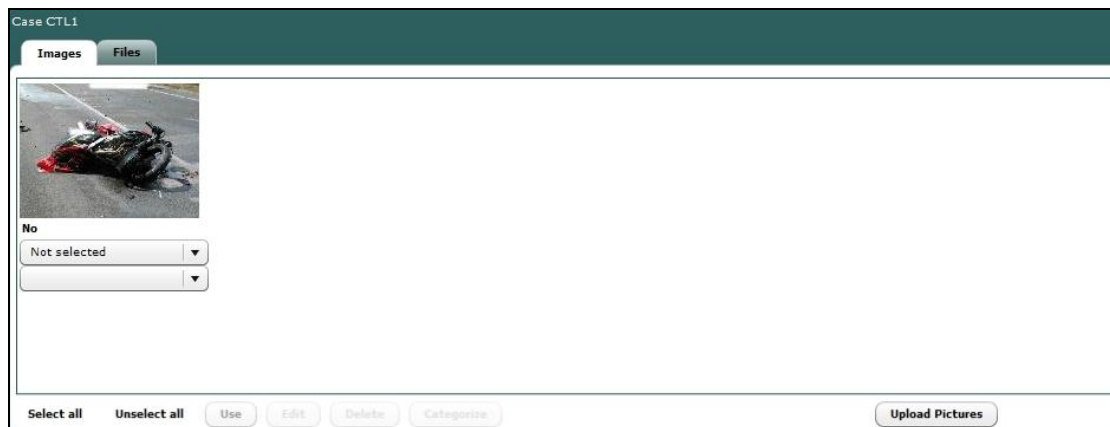 Case CTL1
Images Files
No
Not selected
Select all Unselect all Use Edit Delete Categorize Upload Pictures